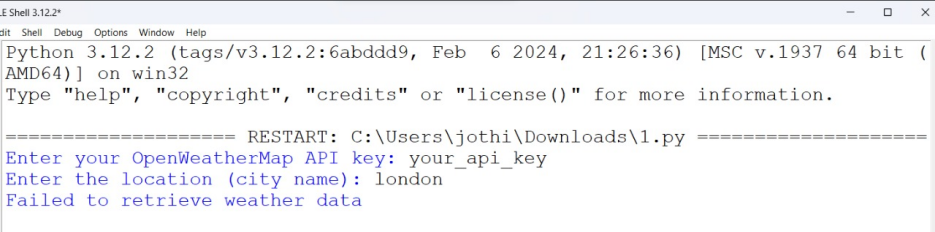 LE Shell 3.12.2*
dit Shell Debug Options Window Help
Python 3.12.2 (tags/v3.12.2:6abddd9, Feb  6 2024, 21:26:36) [MSC v.1937 64 bit (
AMD64)] on win32
Type "help", "copyright", "credits" or "license()" for more information.
==================== RESTART: C:\Users\jothi\Downloads\1.py ====================
Enter your OpenWeatherMap API key: your_api_key
Enter the location (city name): london
Failed to retrieve weather data